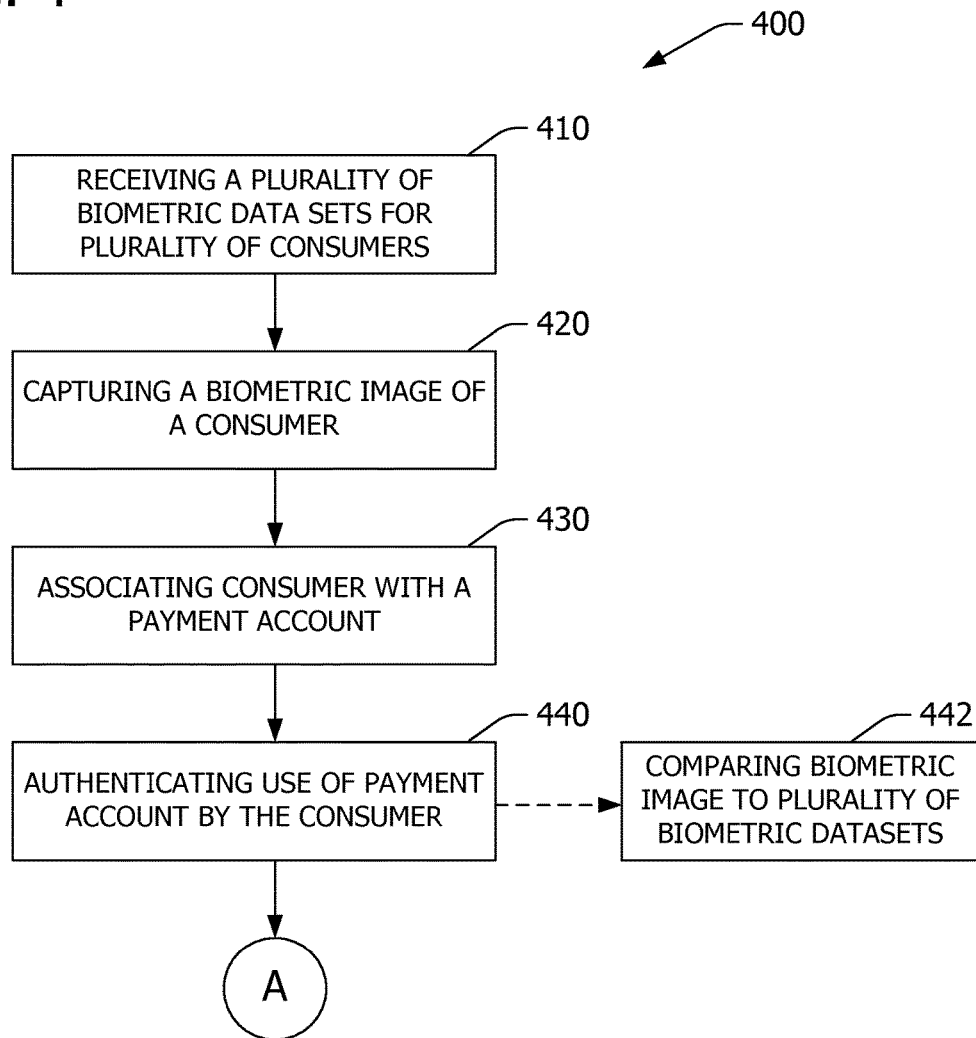 400
410
RECEIVING A PLURALITY OF
BIOMETRIC DATA SETS FOR
PLURALITY OF CONSUMERS
420
CAPTURING A BIOMETRIC IMAGE OF
A CONSUMER
430
ASSOCIATING CONSUMER WITH A
PAYMENT ACCOUNT
440
AUTHENTICATING USE OF PAYMENT
ACCOUNT BY THE CONSUMER
442
COMPARING BIOMETRIC
IMAGE TO PLURALITY OF
BIOMETRIC DATASETS
A